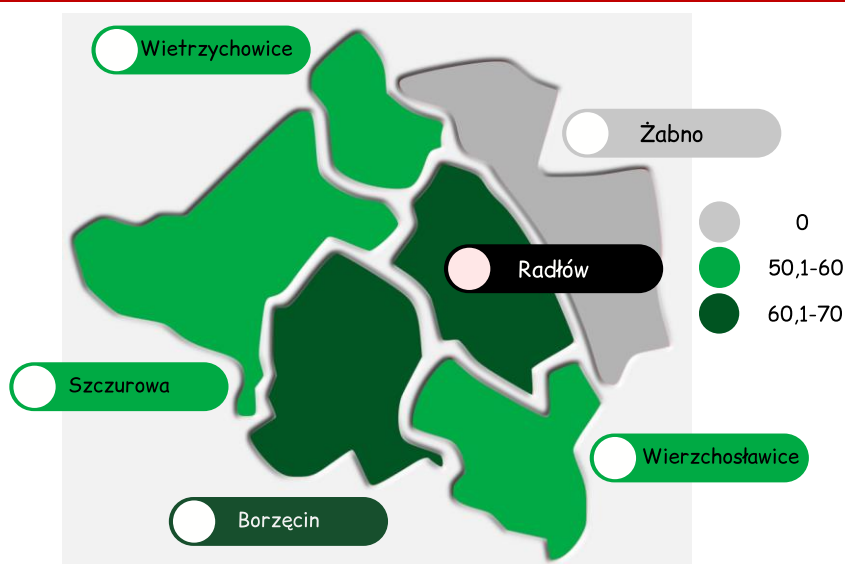 Wietrzychowice
Żabno
0
Radłów
50,1-60
60,1-70
Szczurowa
Wierzchosławice
Borzęcin